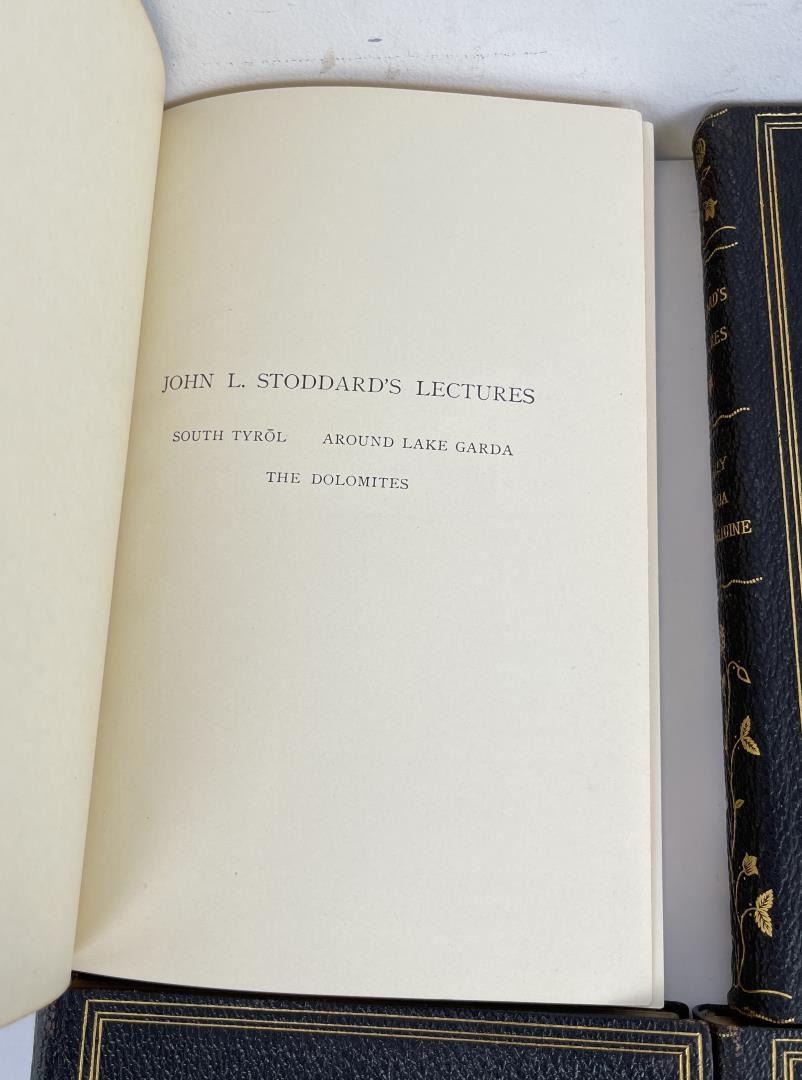 JOHN L. STODDARD'S LECTURES
SOUTH TYRŌL AROUND LAKE GARDA
THE DOLOMITES